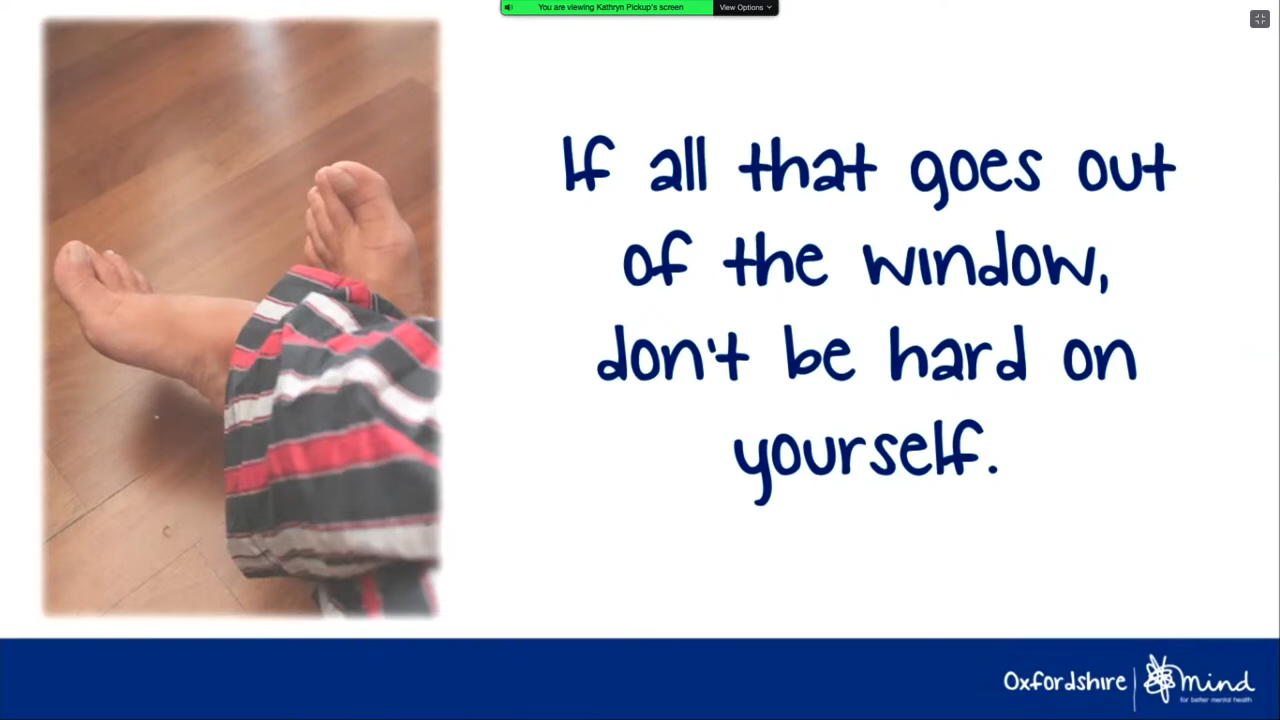 You are viewing Kathryn Pickup's screen
View Options
If all that goes out
of the window,
don't be hard on
yourself.
Oxfordshire
mind
for better mental health